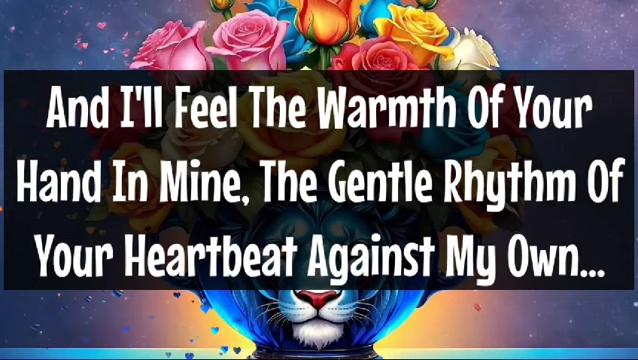 And I'll Feel The Warmth Of Your
Hand In Mine, The Gentle Rhythm Of
Your Heartbeat Against My Own...